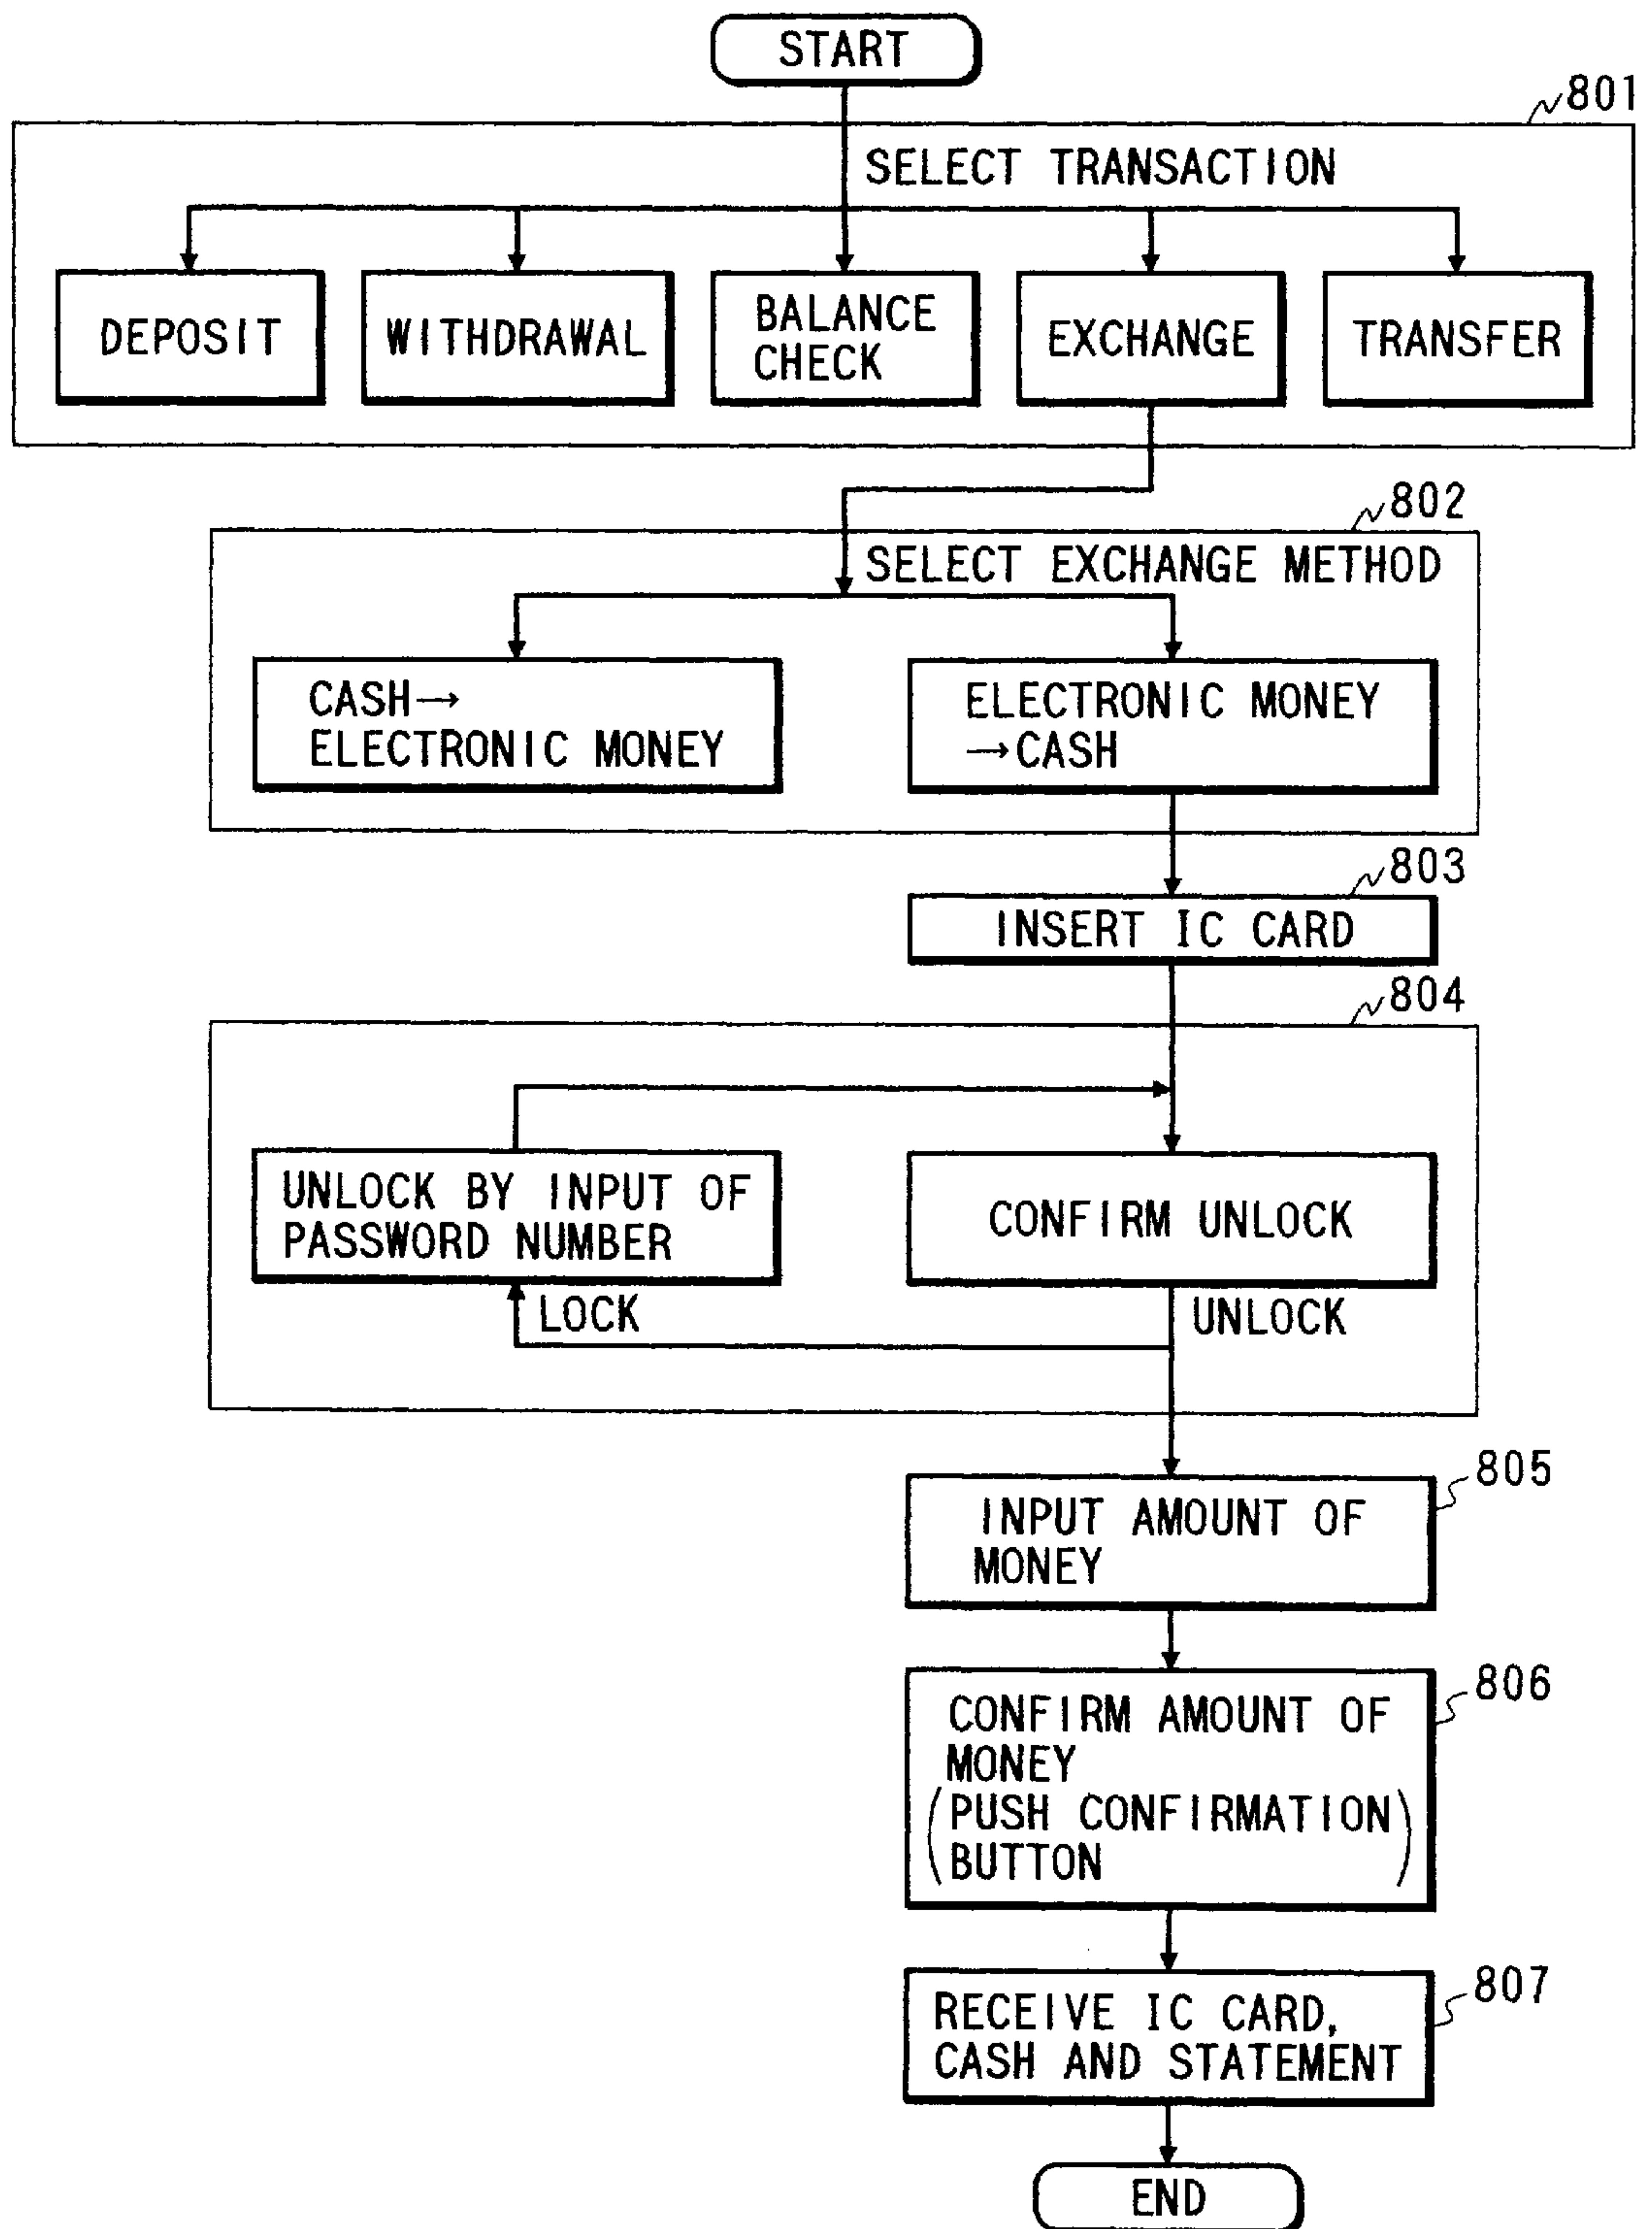 START
801
SELECT TRANSACTION
DEPOSIT
WITHDRAWAL
BALANCE
CHECK
EXCHANGE
TRANSFER
802
SELECT EXCHANGE METHOD
CASH→
ELECTRONIC MONEY
ELECTRONIC MONEY
→CASH
803
INSERT IC CARD
804
UNLOCK BY INPUT OF
PASSWORD NUMBER
CONFIRM UNLOCK
LOCK
UNLOCK
805
INPUT AMOUNT OF
MONEY
806
CONFIRM AMOUNT OF
MONEY
(PUSH CONFIRMATION
BUTTON)
807
RECEIVE IC CARD,
CASH AND STATEMENT
END